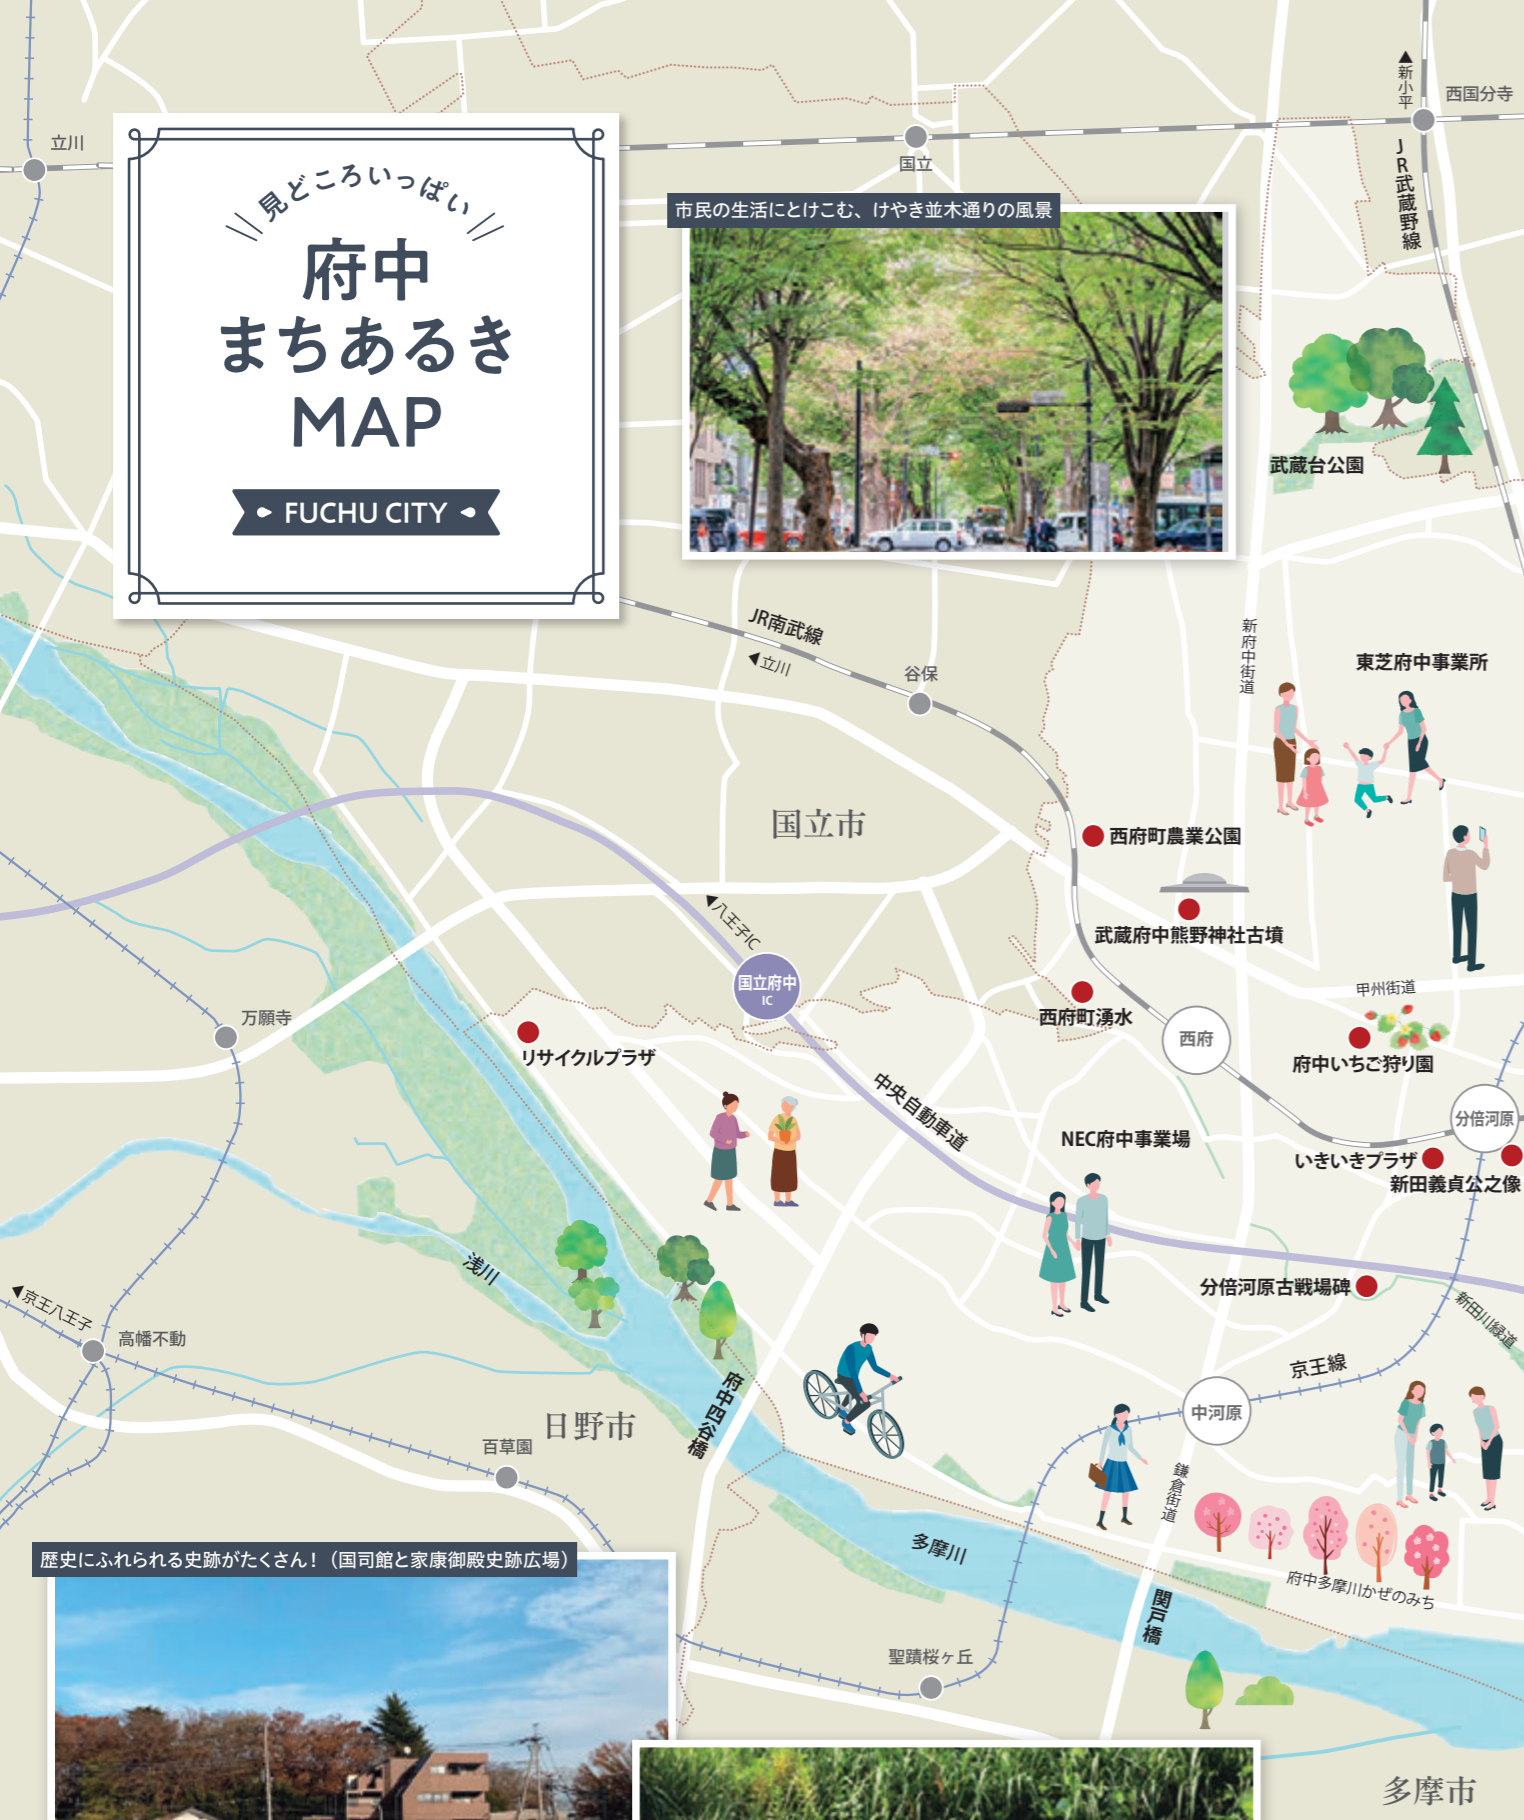 見どころいっぱい
府中
まちあるき
MAP
FUCHU CITY
立川
国立
▲新小平
西国分寺
JR武蔵野線
市民の生活にとけこむ、けやき並木通りの風景
武蔵台公園
JR南武線
◀立川
谷保
新府中街道
東芝府中事業所
国立市
西府町農業公園
◀八王子IC
武蔵府中熊野神社古墳
国立府中
IC
甲州街道
西府町湧水
万願寺
リサイクルプラザ
西府
府中いちご狩り園
中央自動車道
分倍河原
NEC府中事業場
いきいきプラザ
新田義貞公之像
浅川
◀京王八王子
分倍河原古戦場碑
新田川緑道
高幡不動
京王線
府中四谷橋
中河原
日野市
百草園
鎌倉街道
多摩川
府中多摩川かぜのみち
関戸橋
歴史にふれられる史跡がたくさん！（国司館と家康御殿史跡広場）
聖蹟桜ヶ丘
多摩市